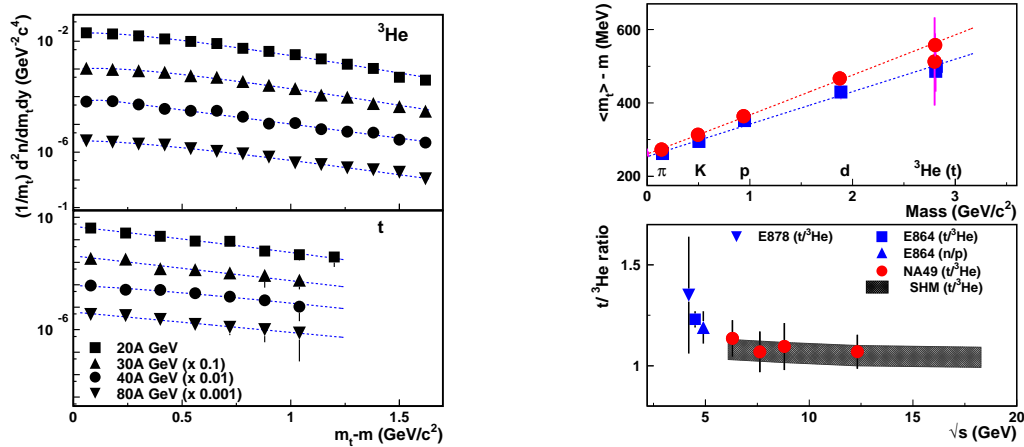 (1/mt) d²n/dmtdy (GeV⁻²c⁴)
10⁻²
10⁻⁶
-1
10
10⁻⁶
³He
t
20A GeV
30A GeV (x 0.1)
40A GeV (x 0.01)
80A GeV (x 0.001)
0 0.5 1 1.5
mt-m (GeV/c²)
<mt> - m (MeV)
600
400
200
π K p d ³He (t)
0 1 2 3 4
Mass (GeV/c²)
t/ ³He ratio
1.5
1
E878 (t/³He)
E864 (t/³He)
E864 (n/p)
NA49 (t/³He)
SHM (t/³He)
5 10 15 20
√s (GeV)